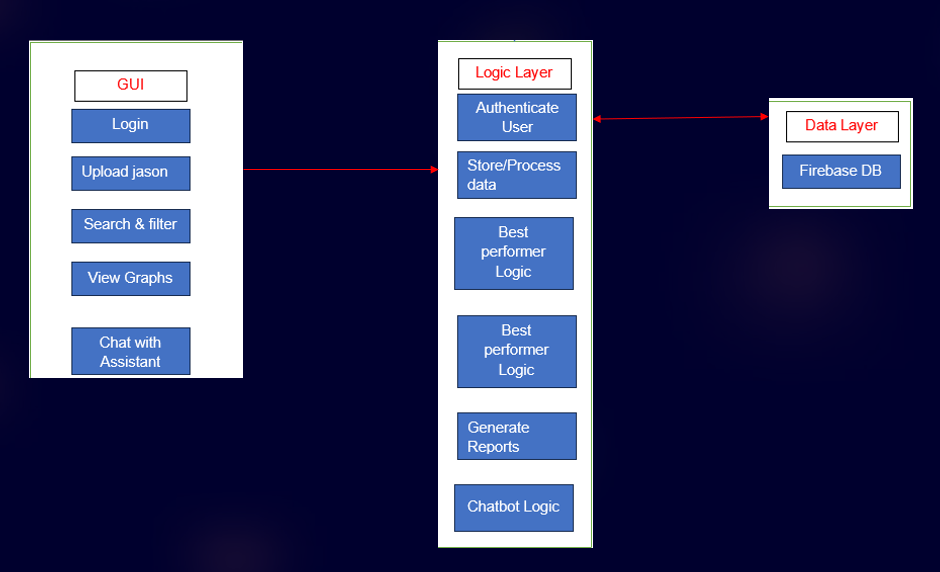 GUI
Login
Upload jason
Search & filter
View Graphs
Chat with
Assistant
Logic Layer
Authenticate
User
Store/Process
data
Best
performer
Logic
Best
performer
Logic
Generate
Reports
Chatbot Logic
Data Layer
Firebase DB